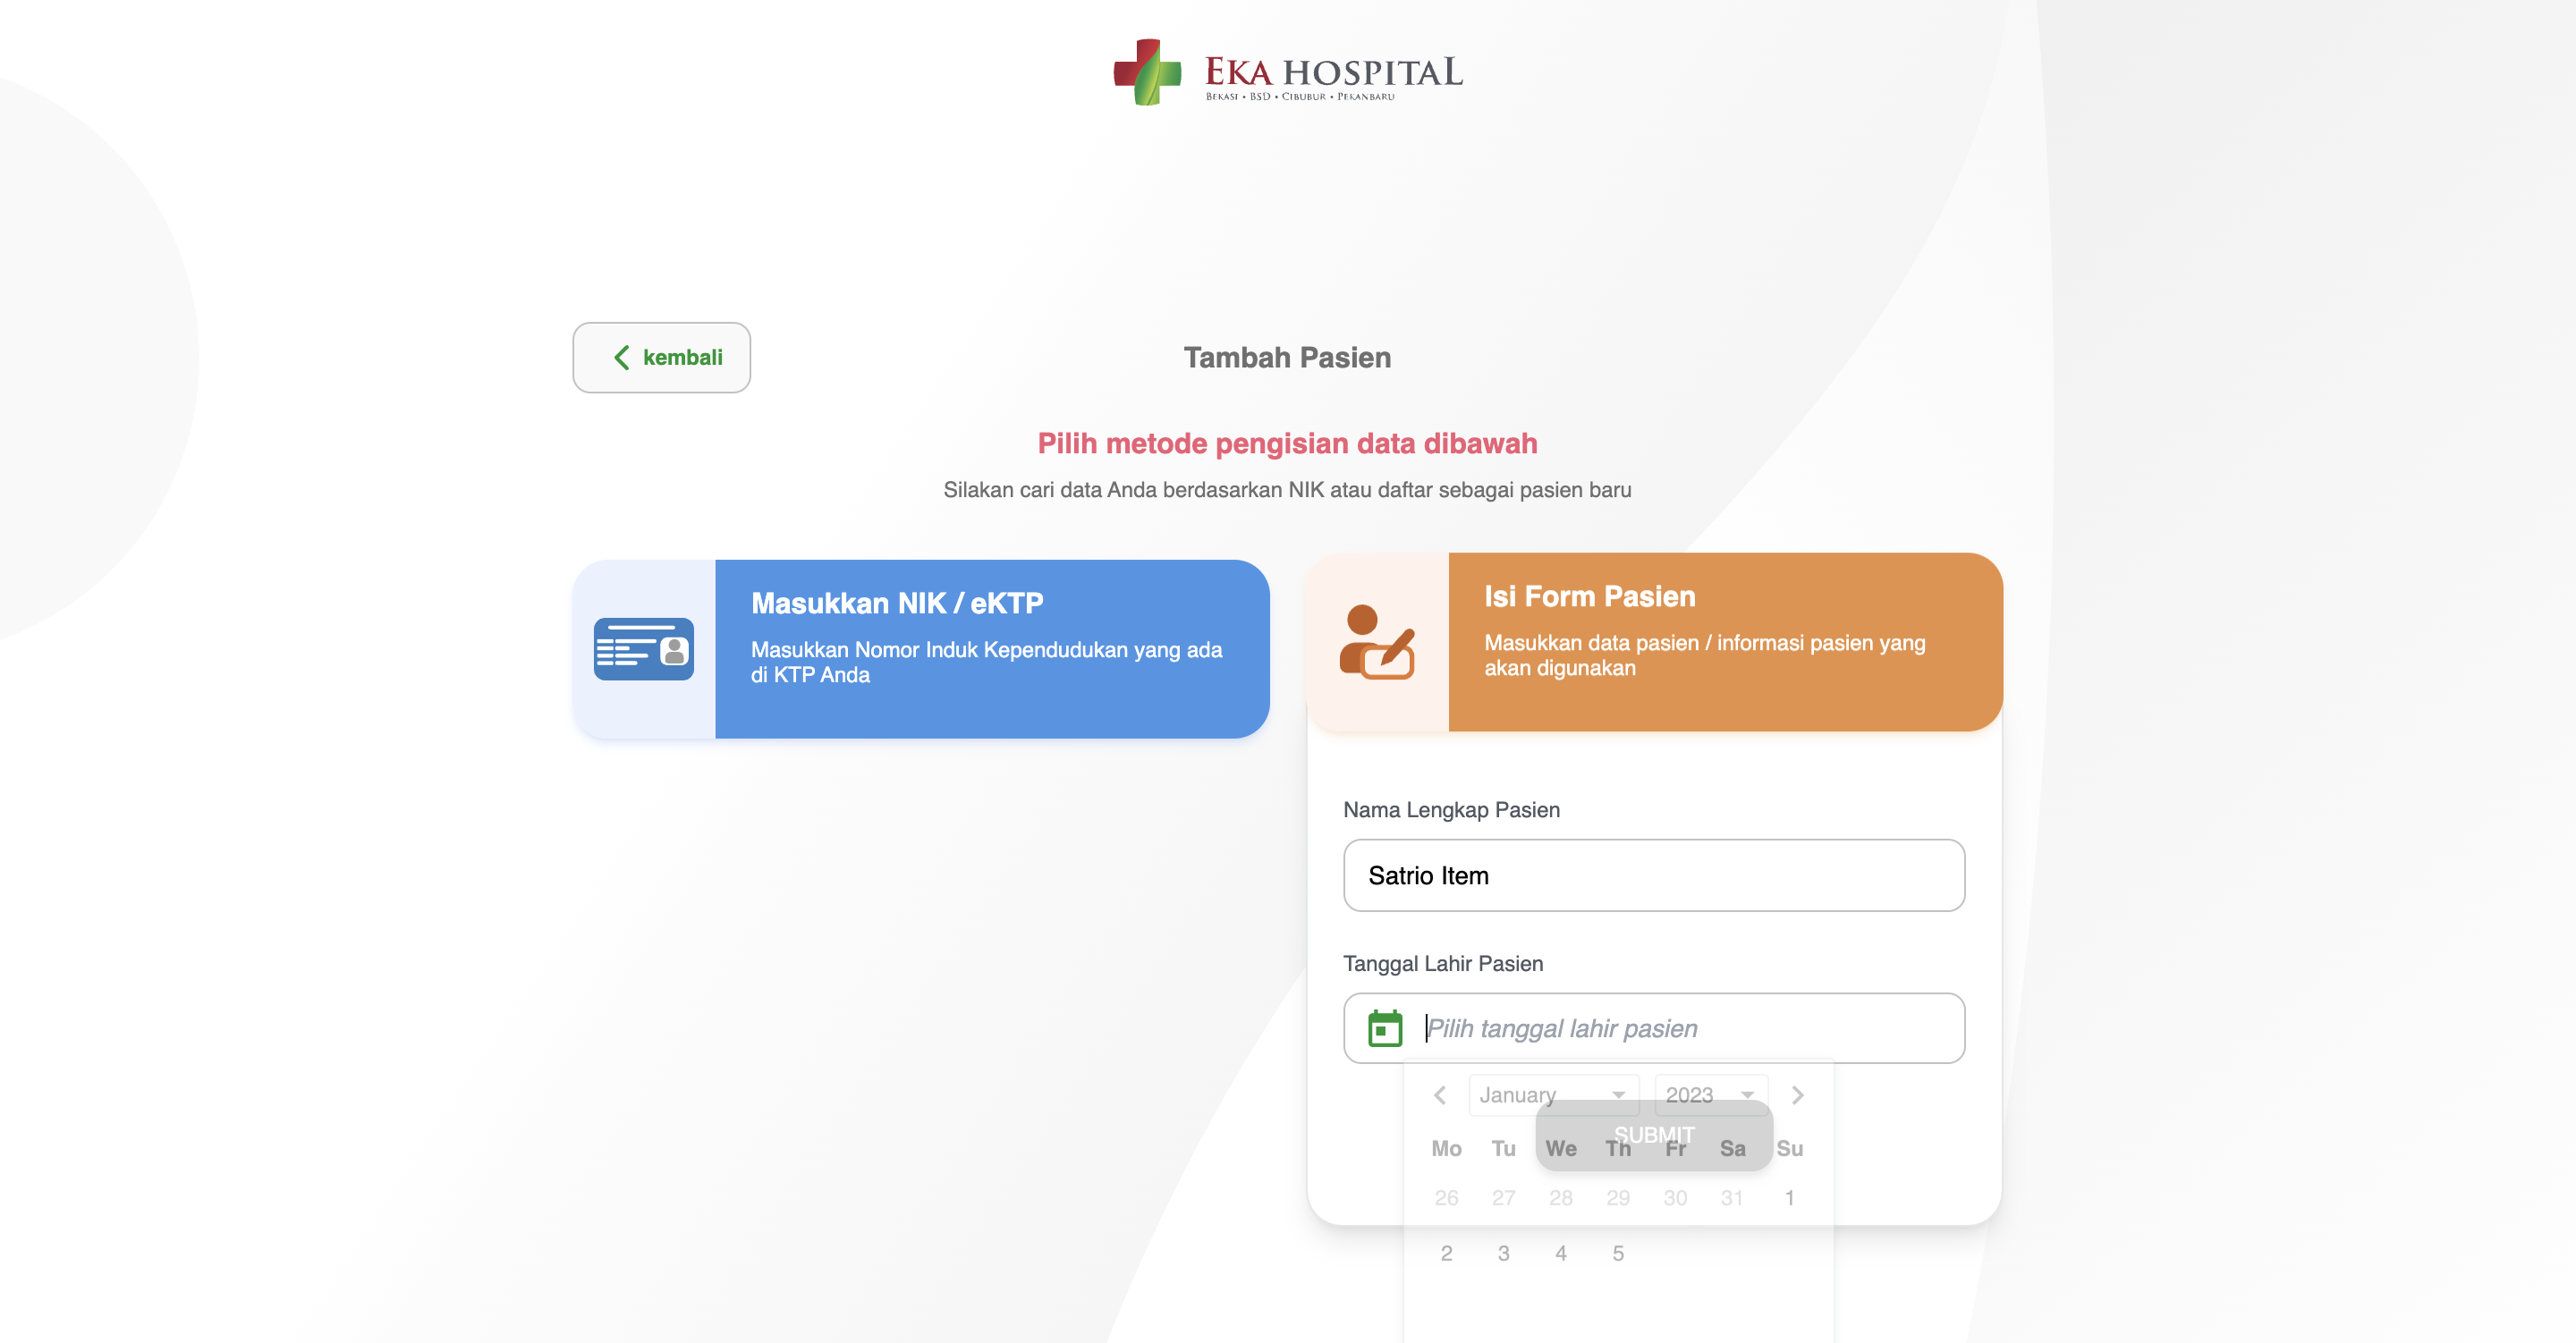 EKA HOSPITAL
BEKASI • BSD • CIBUBUR • PEKANBARU
kembali
Tambah Pasien
Pilih metode pengisian data dibawah
Silakan cari data Anda berdasarkan NIK atau daftar sebagai pasien baru
Masukkan NIK / eKTP
Masukkan Nomor Induk Kependudukan yang ada
di KTP Anda
Isi Form Pasien
Masukkan data pasien / informasi pasien yang
akan digunakan
Nama Lengkap Pasien
Satrio Item
Tanggal Lahir Pasien
Pilih tanggal lahir pasien
January 2023
SUBMIT
Mo Tu We Th Fr Sa Su
26 27 28 29 30 31 1
2 3 4 5